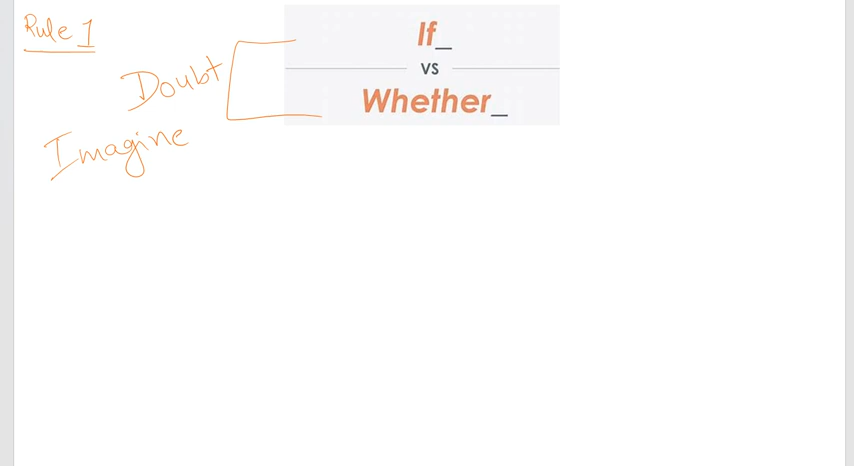 Rule 1
If_
vs
Whether_
Doubt
Imagine